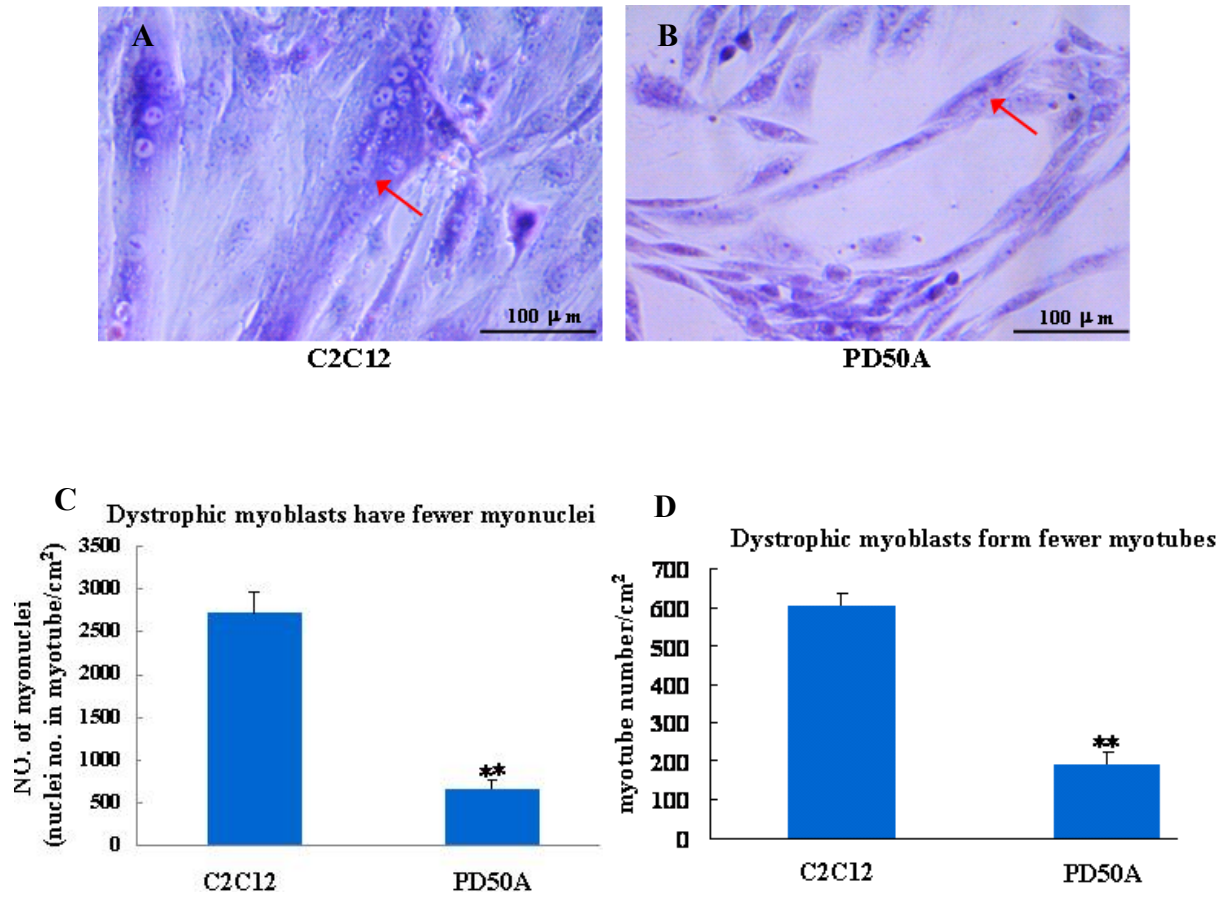 A
B
100 μm
100 μm
C2C12
PD50A
C
D
Dystrophic myoblasts have fewer myonuclei
NO. of myonuclei
(nuclei no. in myotube/cm²)
3500
3000
2500
2000
1500
1000
500
0
**
C2C12
PD50A
Dystrophic myoblasts form fewer myotubes
myotube number/cm²
700
600
500
400
300
200
100
0
**
C2C12
PD50A